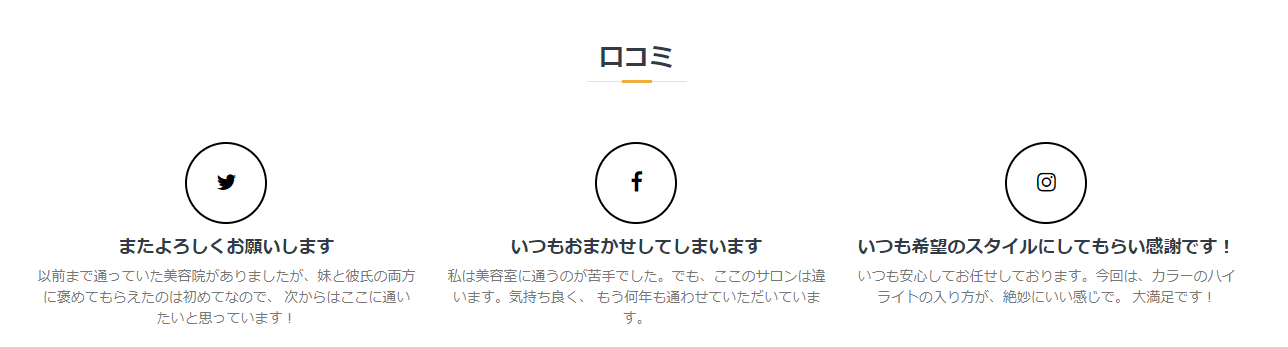 口コミ
またよろしくお願いします
以前まで通っていた美容院がありましたが、妹と彼氏の両方
に褒めてもらえたのは初めてなので、 次からはここに通い
たいと思っています！
いつもおまかせしてしまいます
私は美容室に通うのが苦手でした。でも、ここのサロンは違
います。気持ち良く、 もう何年も通わせていただいていま
す。
いつも希望のスタイルにしてもらい感謝です！
いつも安心してお任せしております。今回は、カラーのハイ
ライトの入り方が、絶妙にいい感じで。 大満足です！